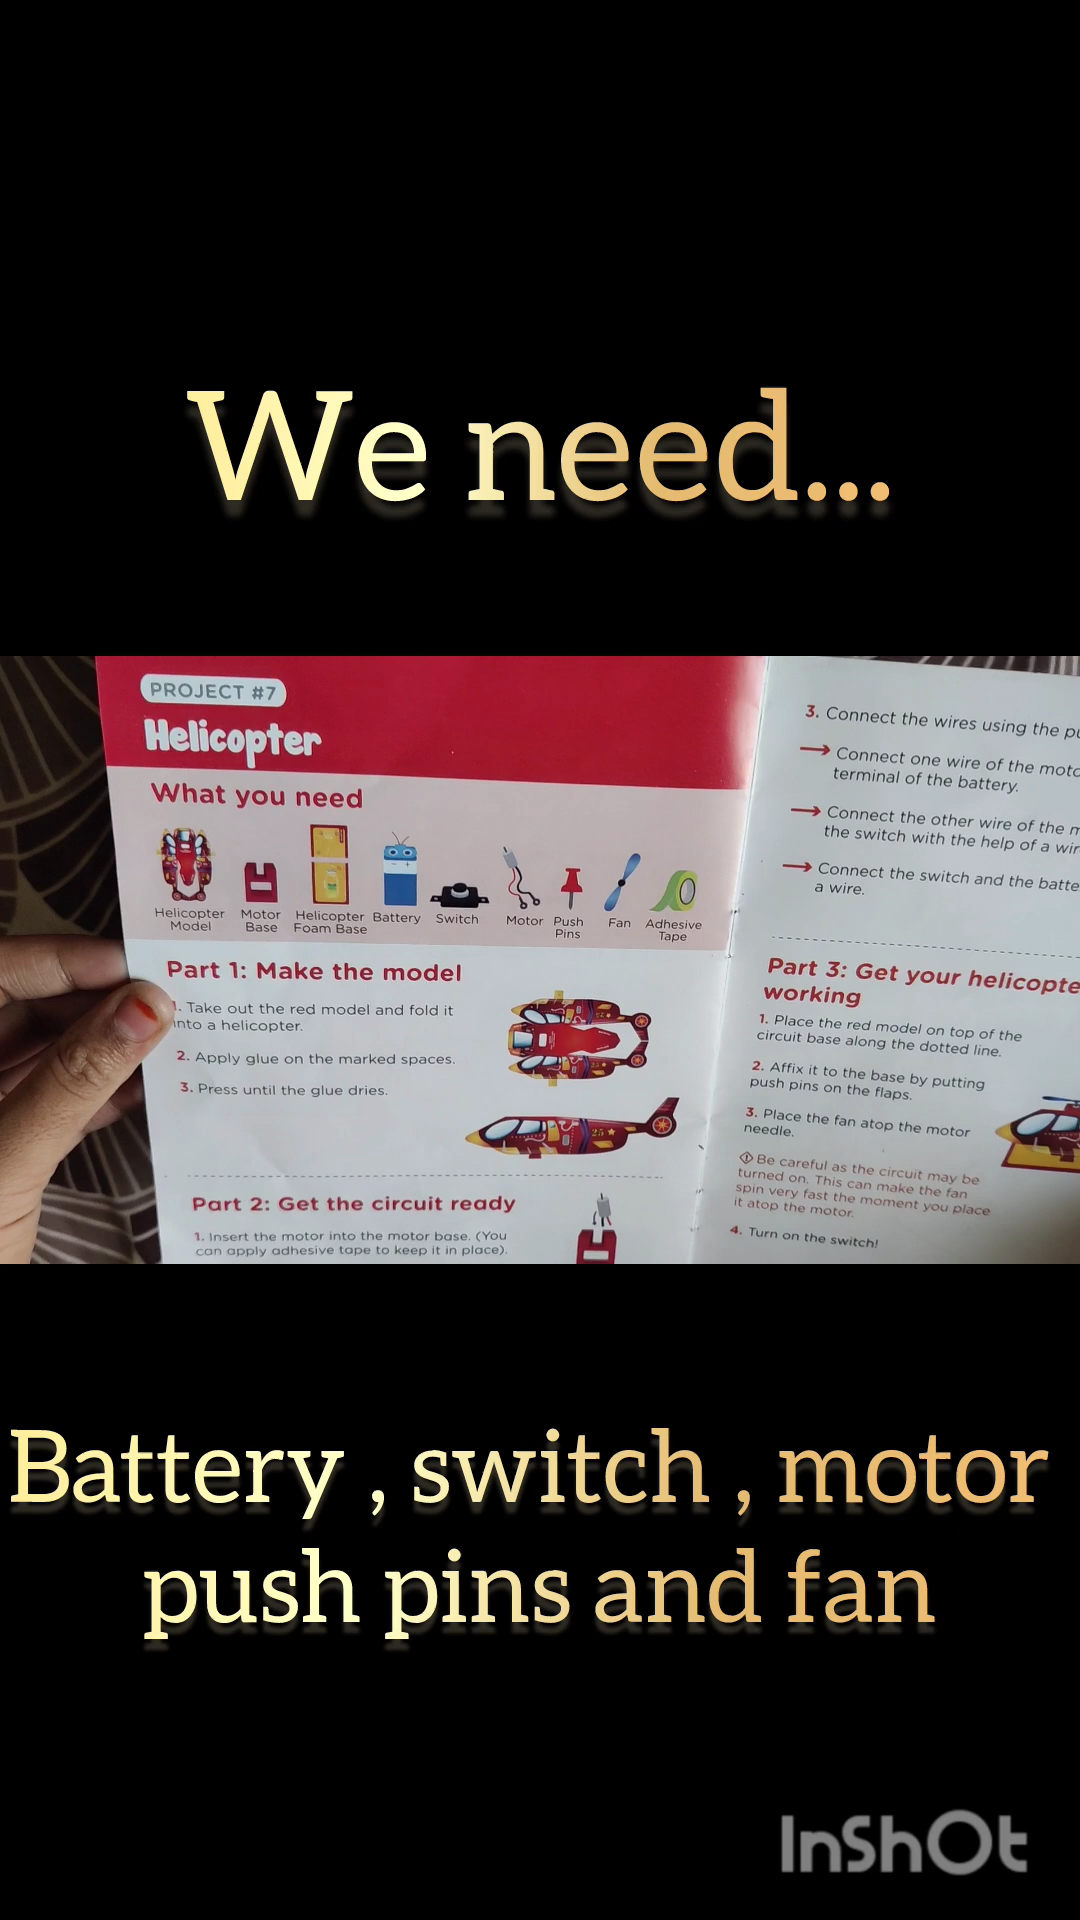 We need...
PROJECT #7
Helicopter
What you need
Helicopter
Model
Motor
Base
Helicopter
Foam Base
Battery
Switch
Motor
Push
Pins
Fan
Adhesive
Tape
Part 1: Make the model
1. Take out the red model and fold it
into a helicopter.
2. Apply glue on the marked spaces.
3. Press until the glue dries.
Part 2: Get the circuit ready
1. Insert the motor into the motor base. (You
can apply adhesive tape to keep it in place).
3. Connect the wires using the
Connect one wire of the
terminal of the battery.
Connect the other wire of the
the switch with the help of a
Connect the switch and the
a wire.
Part 3: Get your
working
1. Place the red model on top of the
circuit base along the dotted line.
2. Affix it to the base by putting
push pins on the flaps.
3. Place the fan atop the motor
needle.
Be careful as the circuit may be
turned on. This can make the fan
spin very fast the moment you place
it atop the motor.
4. Turn on the switch!
Battery , switch , motor
push pins and fan
InShOt